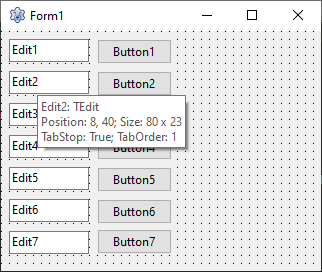 Form1
Edit1 Button1
Edit2 Button2
Edit2: TEdit
Position: 8, 40; Size: 80 x 23
TabStop: True; TabOrder: 1
Edit3
Edit4 Button4
Edit5 Button5
Edit6 Button6
Edit7 Button7